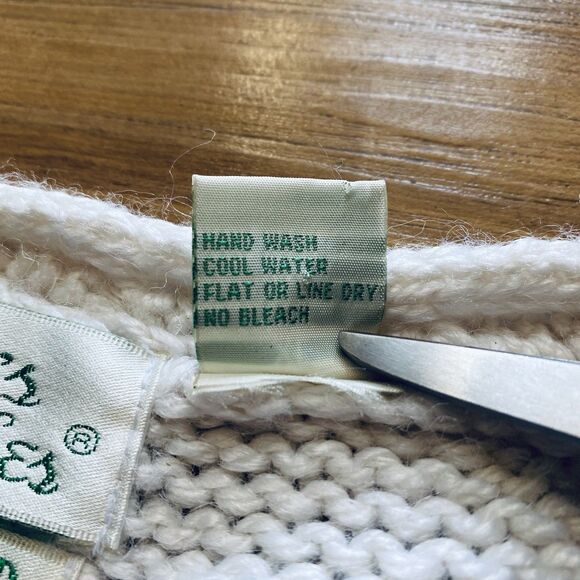 HAND WASH
COOL WATER
FLAT OR LINE DRY
NO BLEACH
®